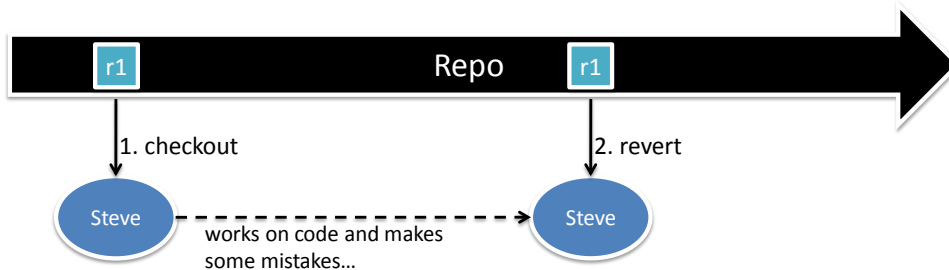 r1
Repo
r1
1. checkout
2. revert
Steve
Steve
works on code and makes
some mistakes…